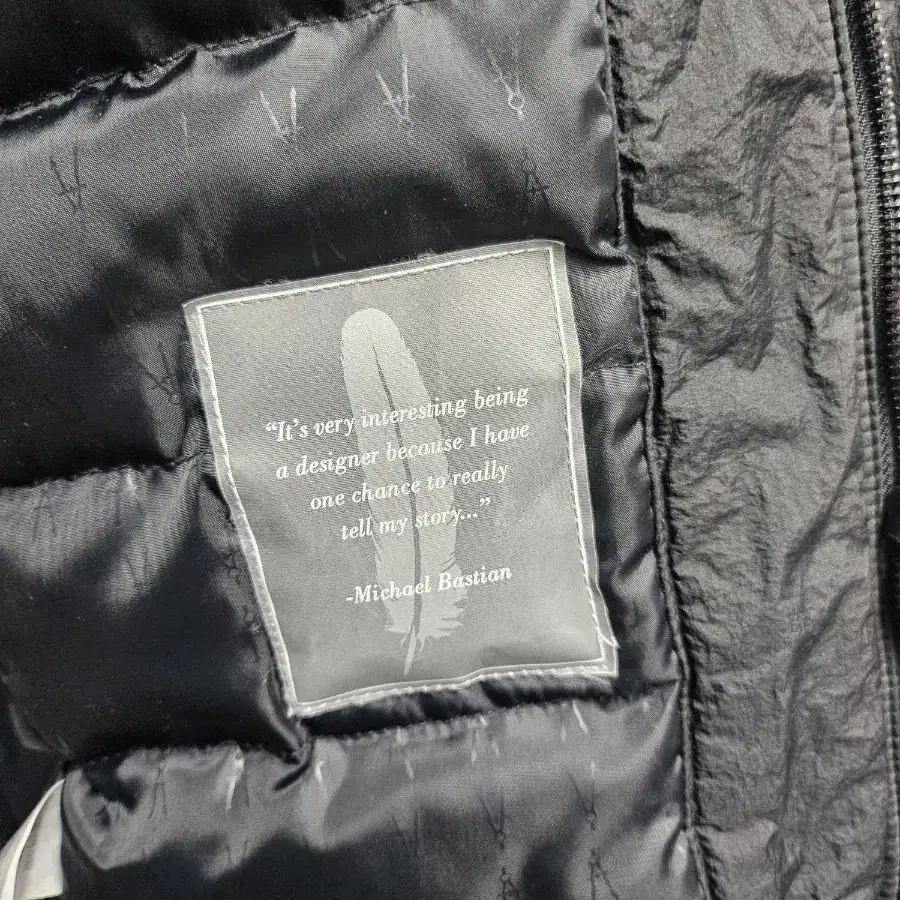 “It's very interesting being
a designer because I have
one chance to really
tell my story...”
-Michael Bastian